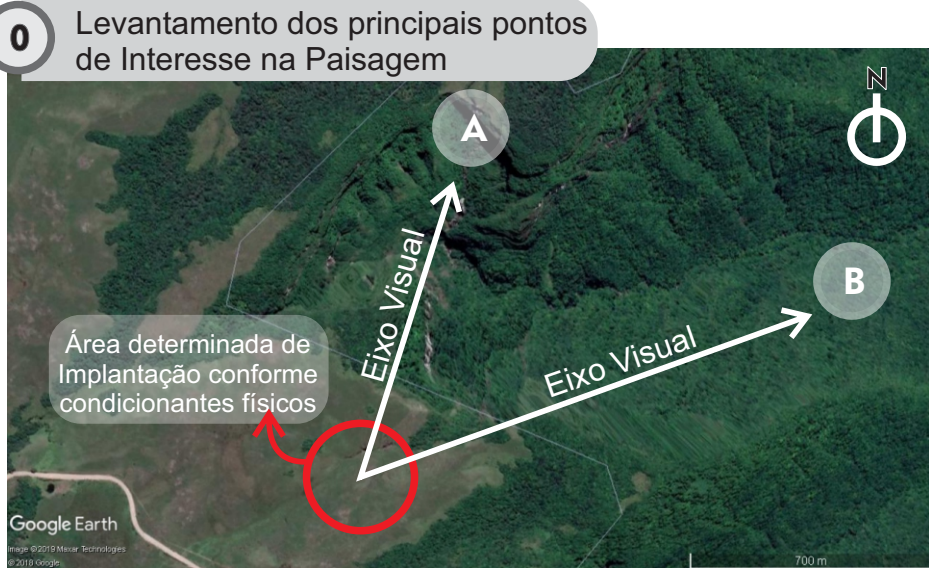 0
Levantamento dos principais pontos
de Interesse na Paisagem
N
A
B
Eixo Visual
Eixo Visual
Área determinada de
Implantação conforme
condicionantes físicos
Google Earth
Image ©2019 Maxar Technologies
© 2018 Google
700 m